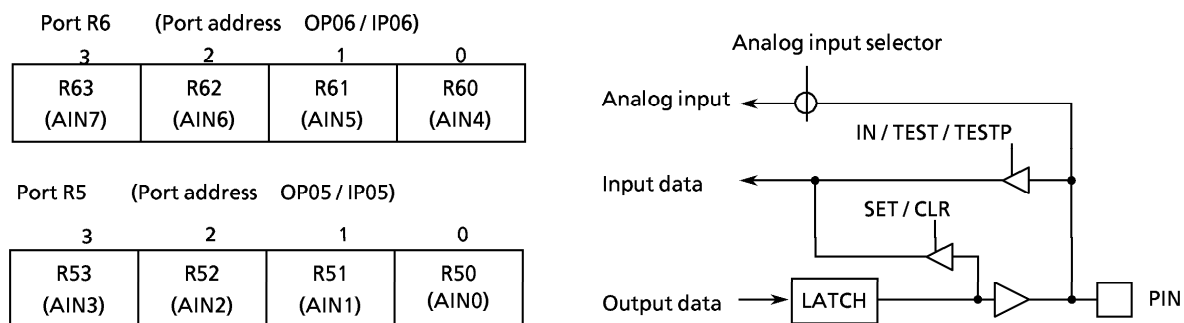 Port R6 (Port address OP06 / IP06)
3 2 1 0
R63 R62 R61 R60
(AIN7) (AIN6) (AIN5) (AIN4)
Port R5 (Port address OP05 / IP05)
3 2 1 0
R53 R52 R51 R50
(AIN3) (AIN2) (AIN1) (AIN0)
Analog input selector
Analog input
IN / TEST / TESTP
Input data
SET / CLR
Output data LATCH PIN